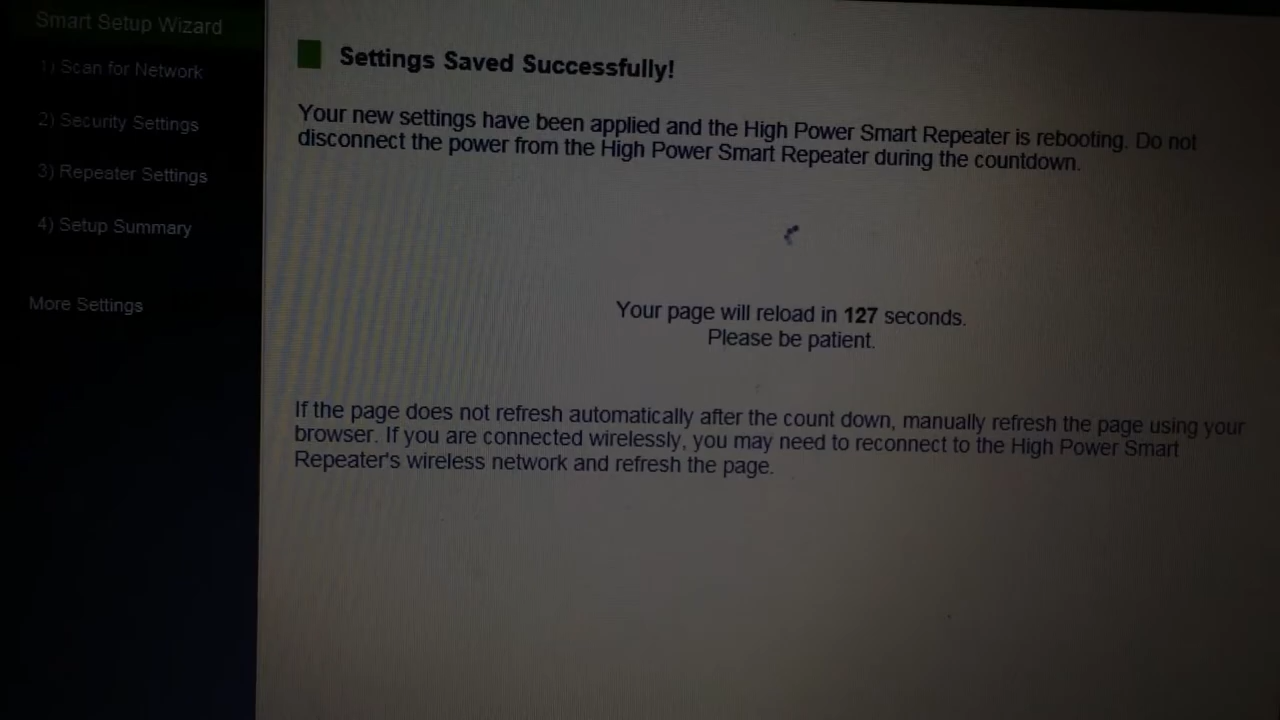 Smart Setup Wizard
1) Scan for Network
2) Security Settings
3) Repeater Settings
4) Setup Summary
More Settings
Settings Saved Successfully!
Your new settings have been applied and the High Power Smart Repeater is rebooting. Do not
disconnect the power from the High Power Smart Repeater during the countdown.
Your page will reload in 127 seconds.
Please be patient.
If the page does not refresh automatically after the count down, manually refresh the page using your
browser. If you are connected wirelessly, you may need to reconnect to the High Power Smart
Repeater's wireless network and refresh the page.